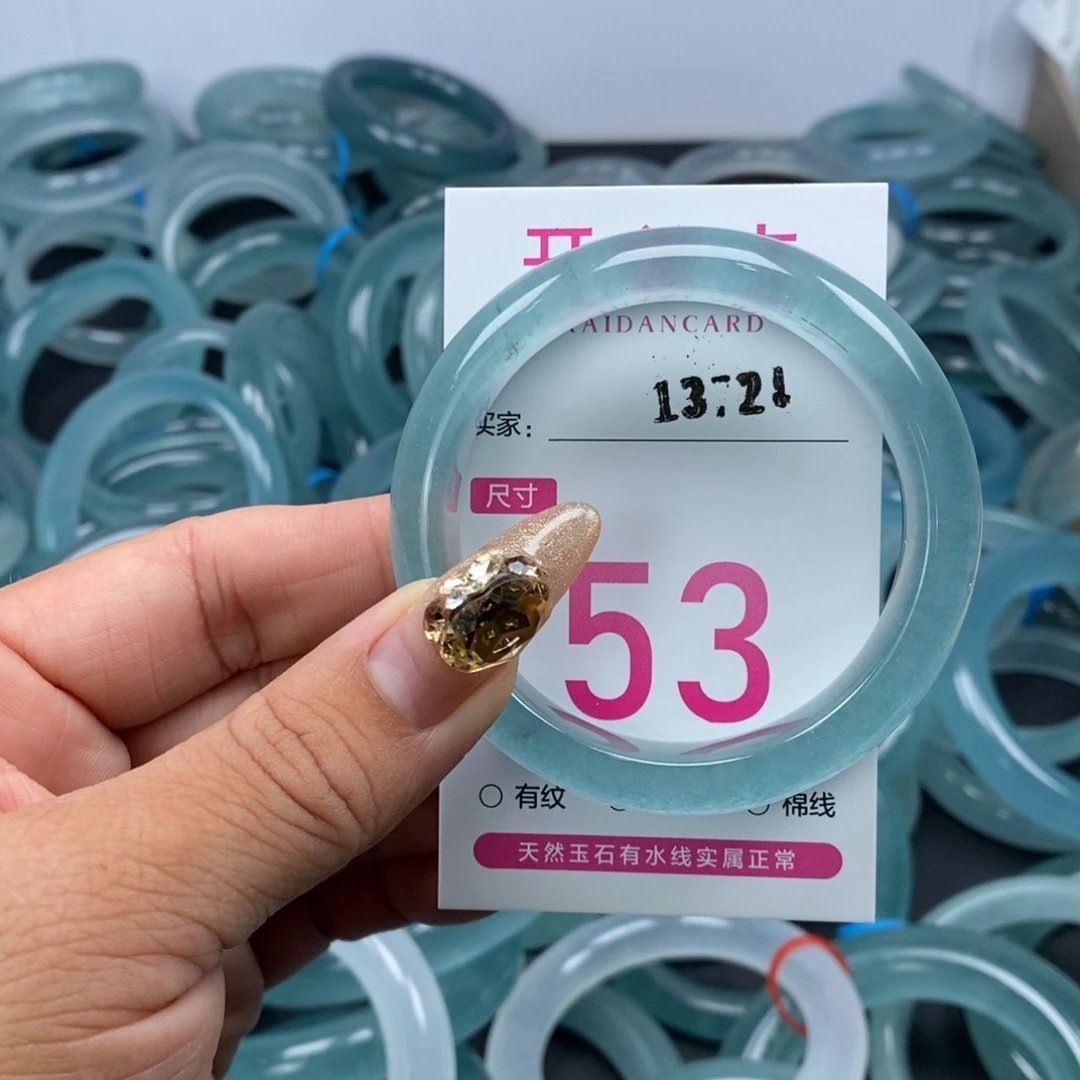 AIDANCARD
13:21
买家:
尺寸
53
○ 有纹 ○ 棉线
天然玉石有水线实属正常